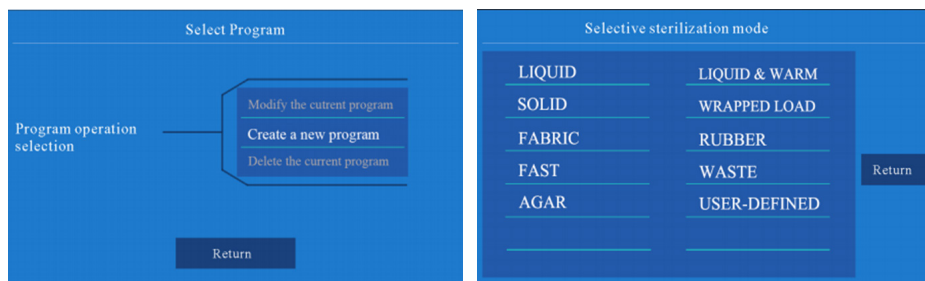 Select Program
Modify the cutrent program
Program operation
selection
Create a new program
Delete the current program
Return
Selective sterilization mode
LIQUID
LIQUID & WARM
SOLID
WRAPPED LOAD
FABRIC
RUBBER
FAST
WASTE
AGAR
USER-DEFINED
Return